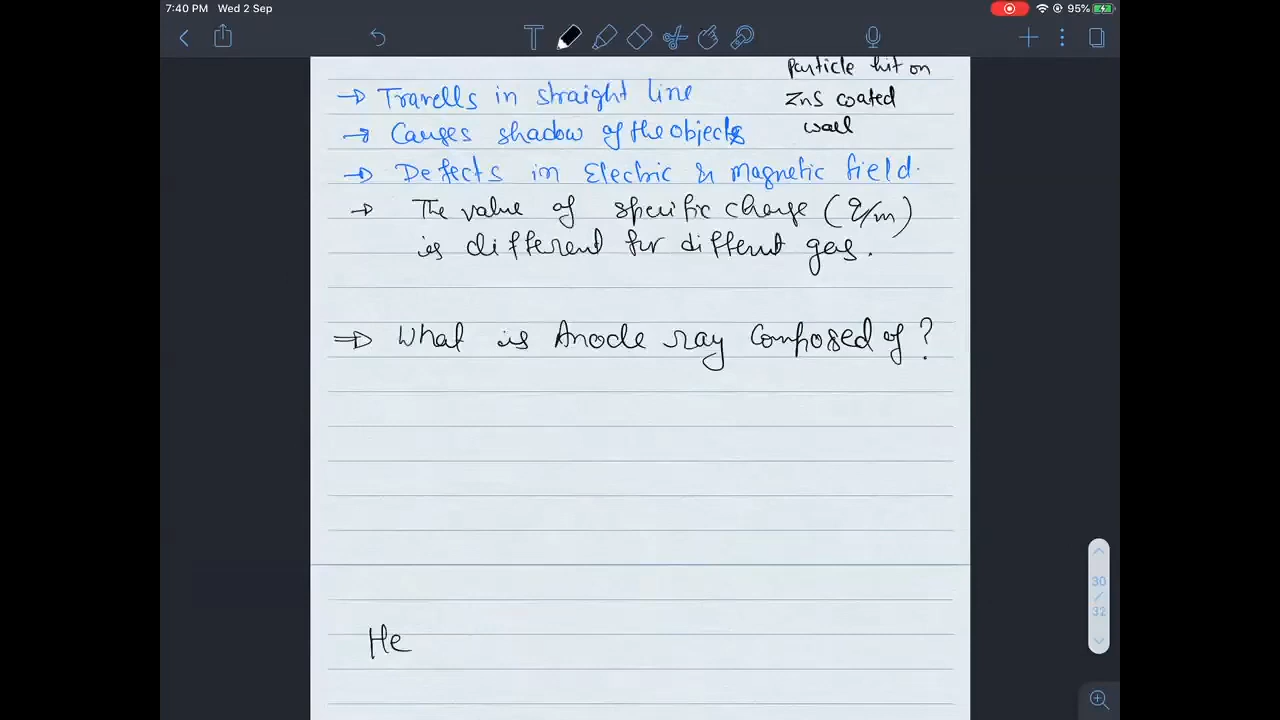 7:40 PM Wed 2 Sep
95%
Particle hit on
ZnS coated
wall
→ Travells in straight line
→ Causes shadow of the objects
→ Deflects in Electric & magnetic field.
→ The value of specific charge (q/m)
is different for different gas.
⇒ What is Anode ray composed of?
He
30
/
32